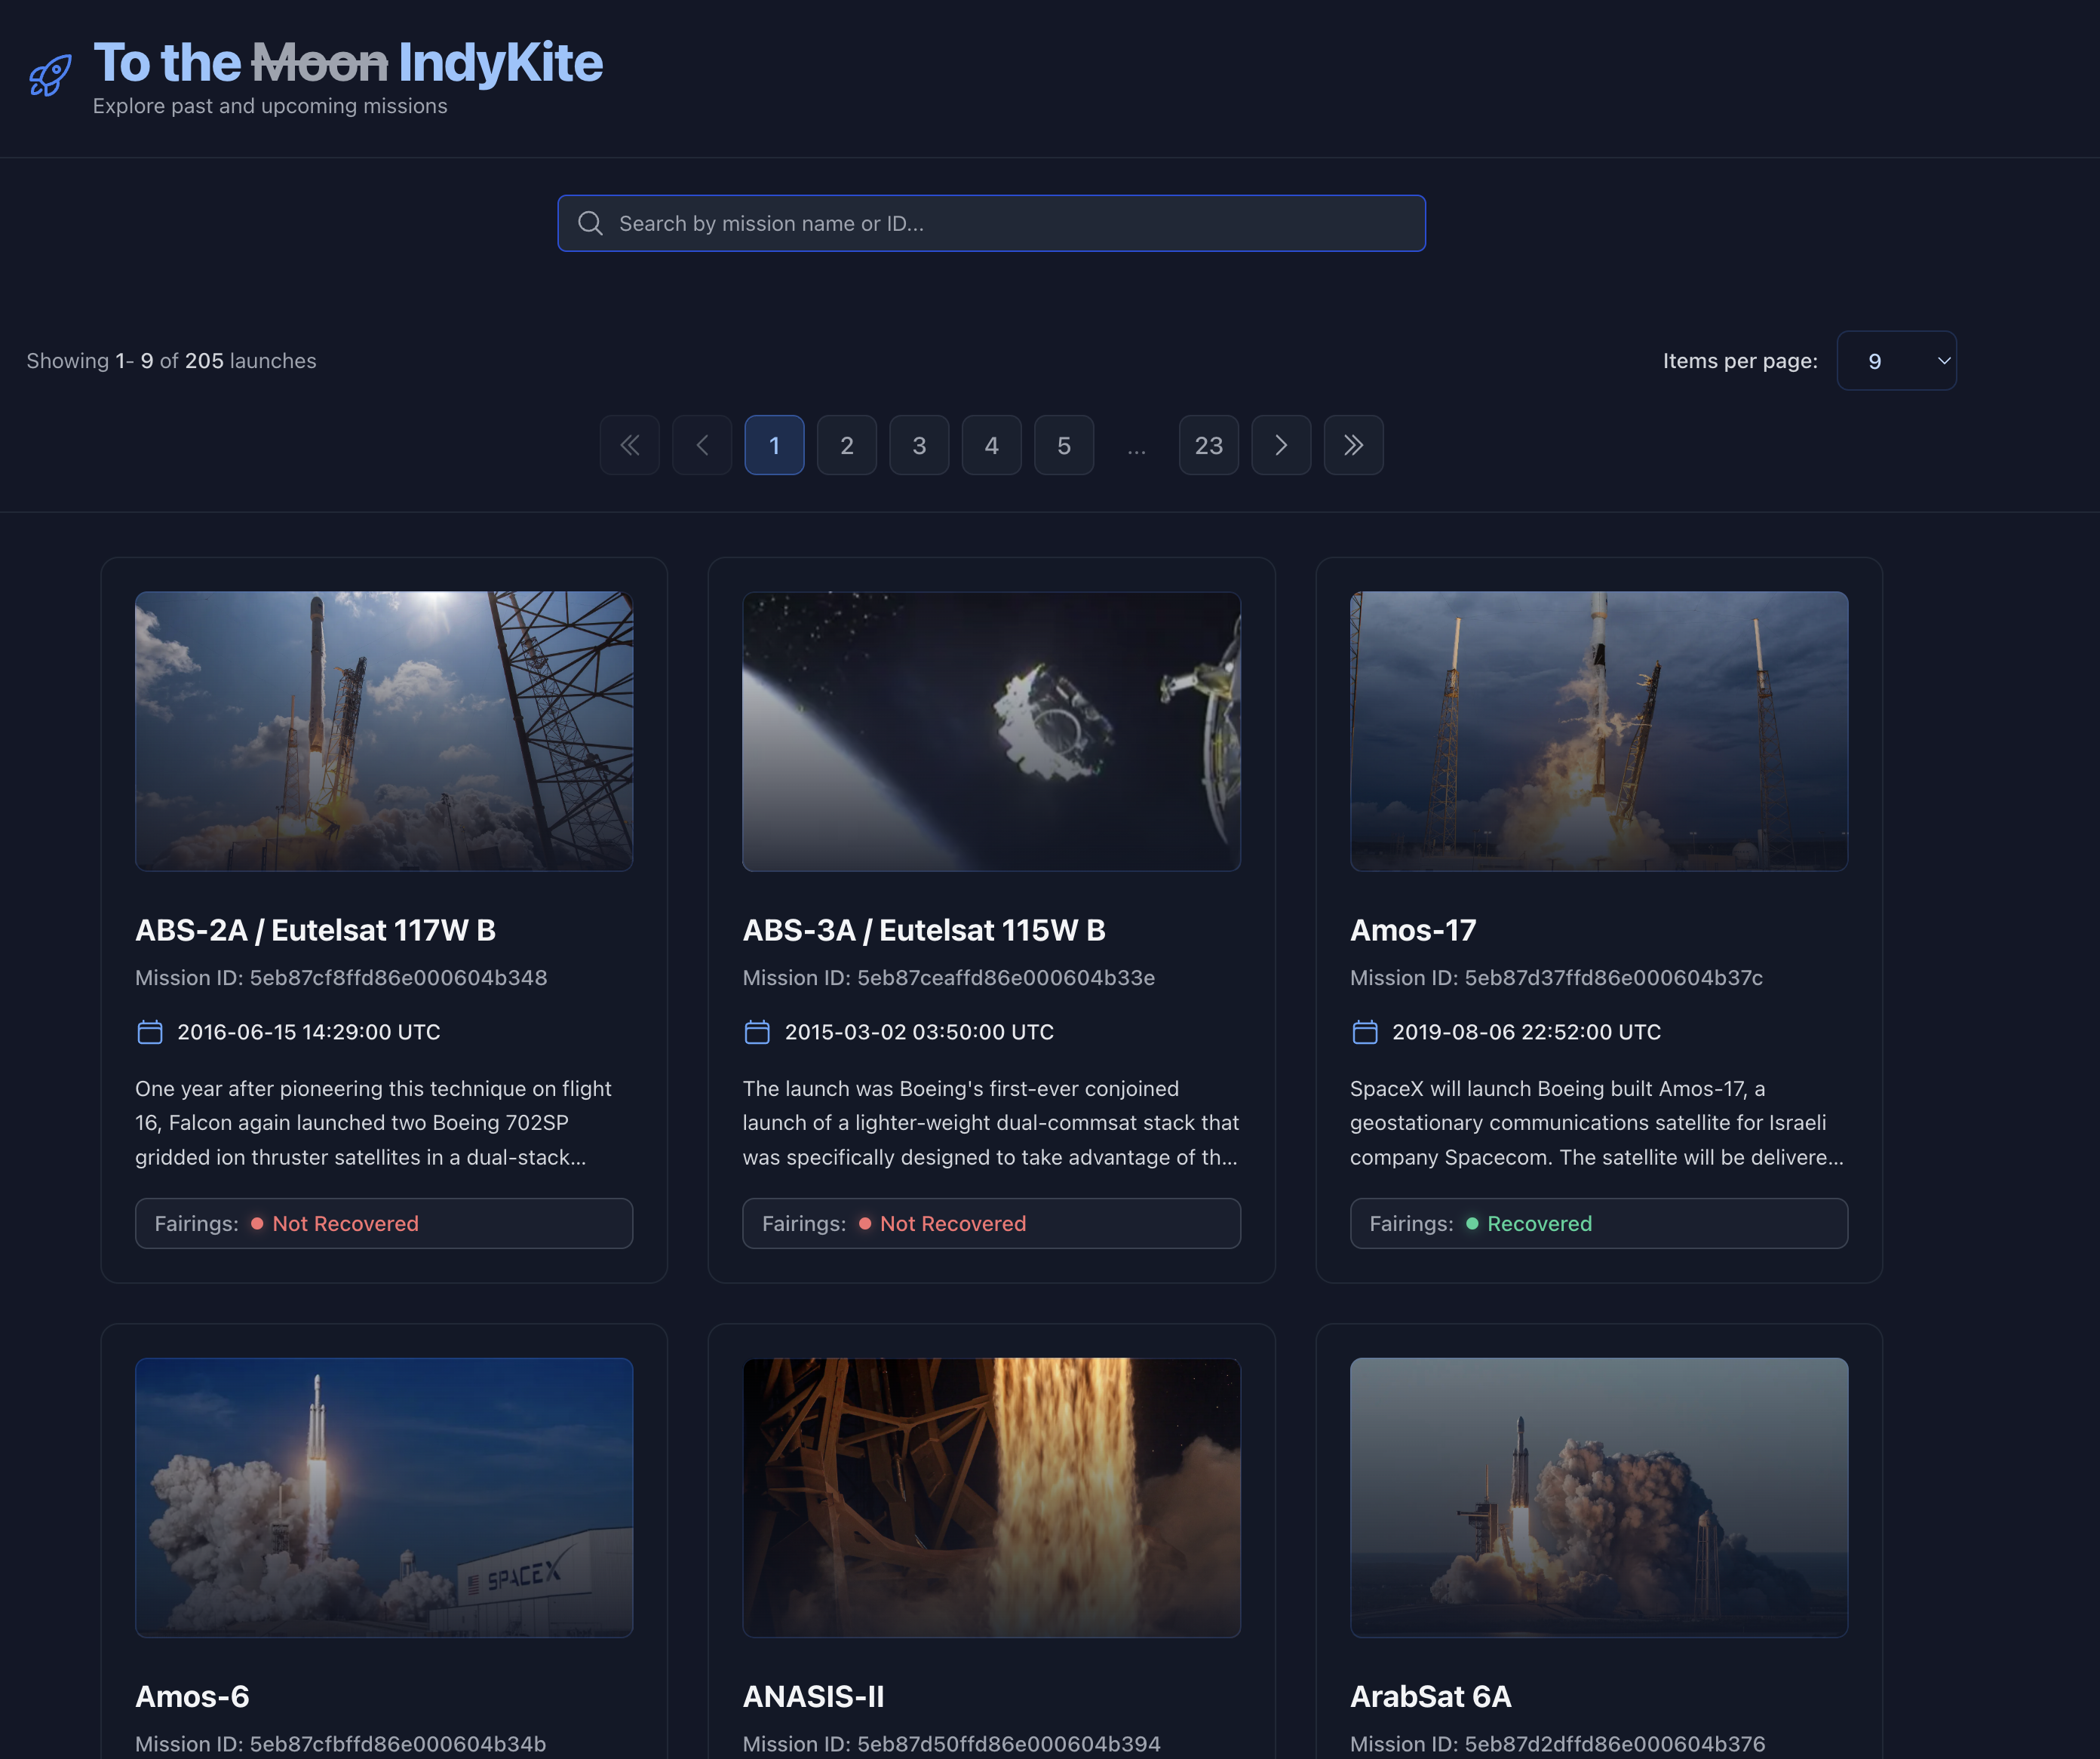 To the Moon IndyKite
Explore past and upcoming missions
Search by mission name or ID...
Showing 1- 9 of 205 launches
Items per page: 9
1 2 3 4 5 ... 23
ABS-2A / Eutelsat 117W B
Mission ID: 5eb87cf8ffd86e000604b348
2016-06-15 14:29:00 UTC
One year after pioneering this technique on flight
16, Falcon again launched two Boeing 702SP
gridded ion thruster satellites in a dual-stack...
Fairings: Not Recovered
ABS-3A / Eutelsat 115W B
Mission ID: 5eb87ceaffd86e000604b33e
2015-03-02 03:50:00 UTC
The launch was Boeing's first-ever conjoined
launch of a lighter-weight dual-commsat stack that
was specifically designed to take advantage of th...
Fairings: Not Recovered
Amos-17
Mission ID: 5eb87d37ffd86e000604b37c
2019-08-06 22:52:00 UTC
SpaceX will launch Boeing built Amos-17, a
geostationary communications satellite for Israeli
company Spacecom. The satellite will be delivere...
Fairings: Recovered
SPACEX
Amos-6
Mission ID: 5eb87cfbffd86e000604b34b
ANASIS-II
Mission ID: 5eb87d50ffd86e000604b394
ArabSat 6A
Mission ID: 5eb87d2dffd86e000604b376